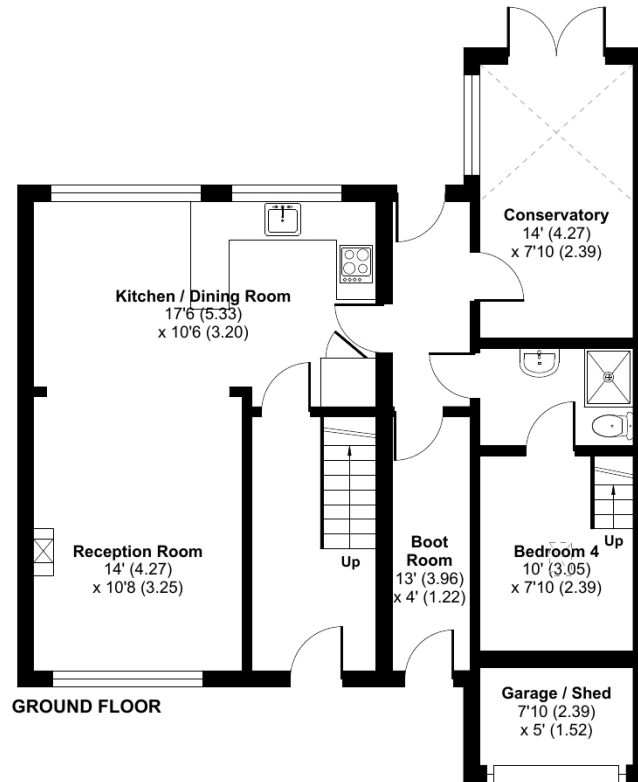 Conservatory
14' (4.27)
x 7'10 (2.39)
Kitchen / Dining Room
17'6 (5.33)
x 10'6 (3.20)
Reception Room
14' (4.27)
x 10'8 (3.25)
Up
Boot
Room
13' (3.96)
x 4' (1.22)
Bedroom 4
10' (3.05)
x 7'10 (2.39)
Up
Garage / Shed
7'10 (2.39)
x 5' (1.52)
GROUND FLOOR